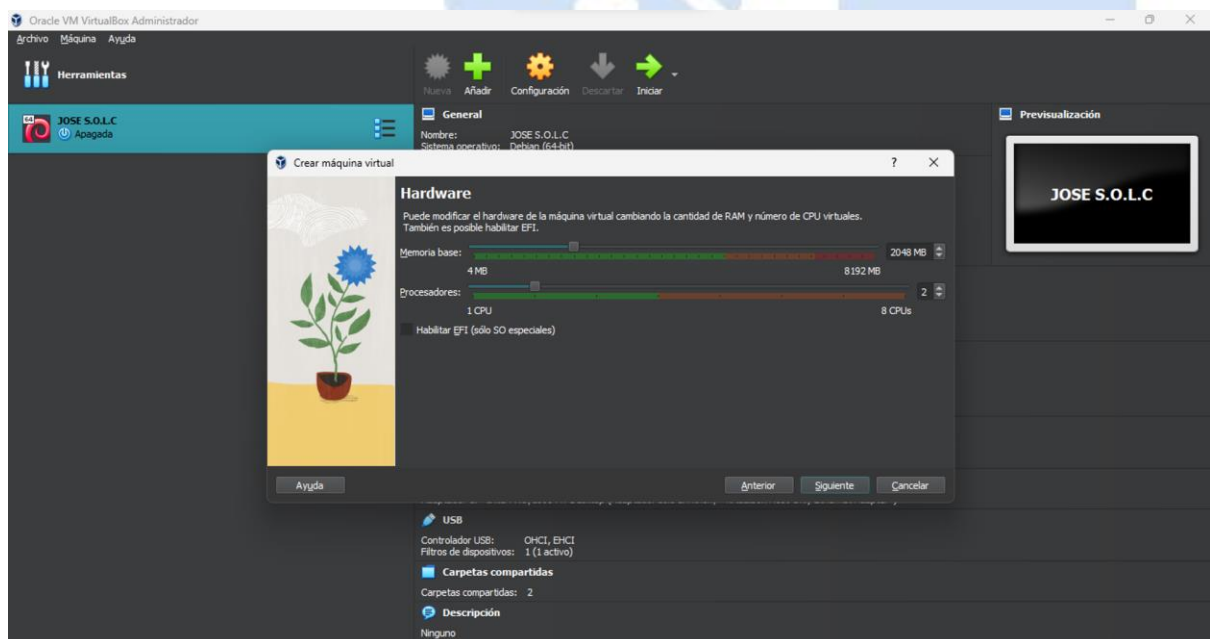 Oracle VM VirtualBox Administrador
Archivo Máquina Ayuda
Herramientas
Nueva Añadir Configuración Descartar Iniciar
JOSE S.O.L.C
Apagada
General
Nombre: JOSE S.O.L.C
Sistema operativo: Debian (64-bit)
Previsualización
JOSE S.O.L.C
Crear máquina virtual
Hardware
Puede modificar el hardware de la máquina virtual cambiando la cantidad de RAM y número de CPU virtuales.
También es posible habilitar EFI.
Memoria base: 2048 MB
4 MB 8192 MB
Procesadores: 2
1 CPU 8 CPUs
Habilitar EFI (sólo SO especiales)
Ayuda Anterior Siguiente Cancelar
USB
Controlador USB: OHCI, EHCI
Filtros de dispositivos: 1 (1 activo)
Carpetas compartidas
Carpetas compartidas: 2
Descripción
Ninguno